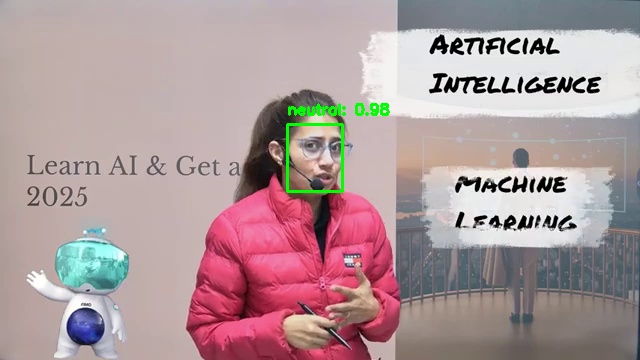 Artificial
Intelligence
neutral: 0.98
Learn AI & Get a
2025
Machine
Learning